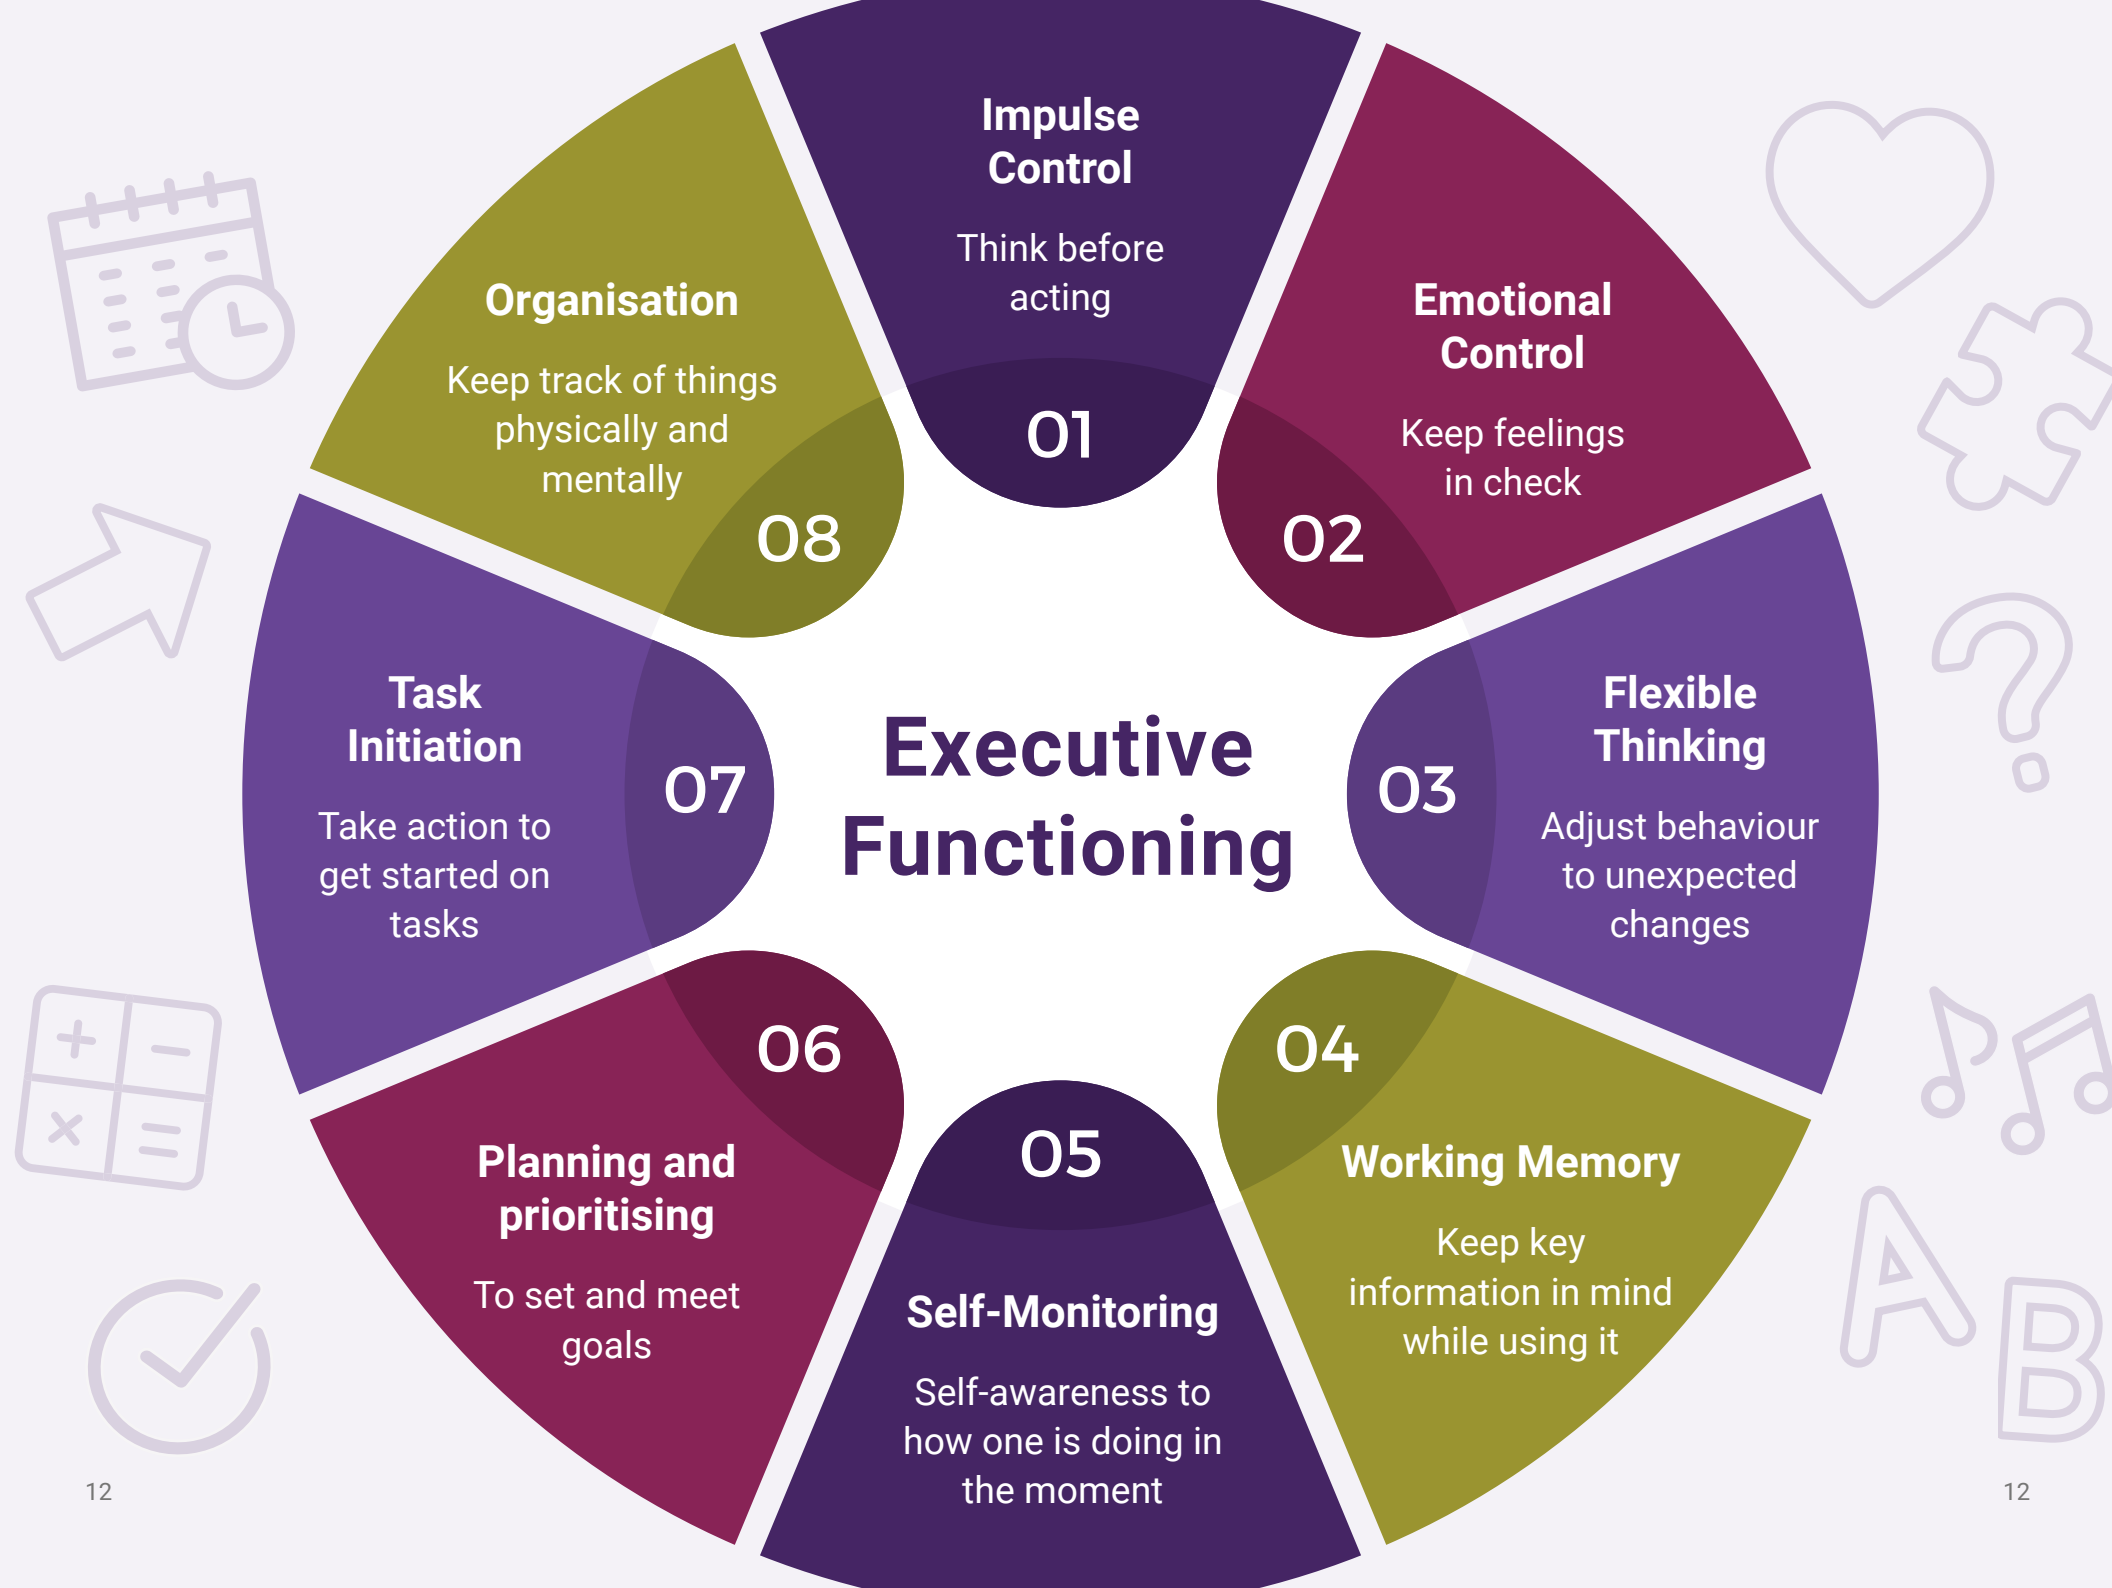 Impulse
Control
Think before
acting
01
Emotional
Control
Keep feelings
in check
02
Flexible
Thinking
Adjust behaviour
to unexpected
changes
03
Working Memory
Keep key
information in mind
while using it
04
Self-Monitoring
Self-awareness to
how one is doing in
the moment
05
Planning and
prioritising
To set and meet
goals
06
Task
Initiation
Take action to
get started on
tasks
07
Organisation
Keep track of things
physically and
mentally
08
Executive
Functioning
A
B
12
12